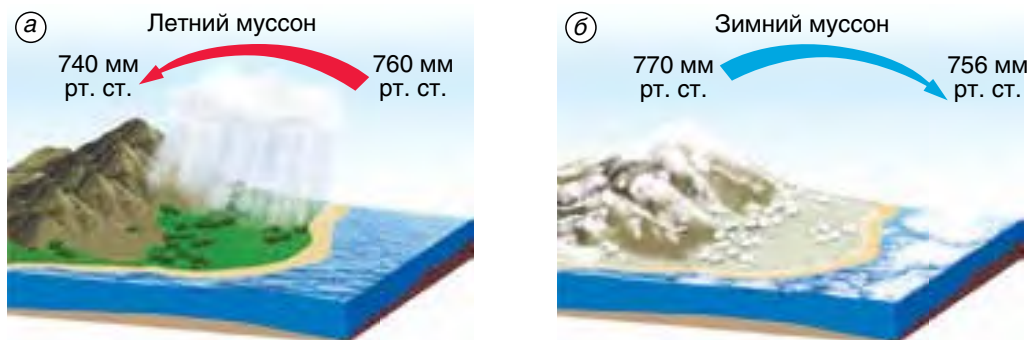 а
Летний муссон
740 мм
рт. ст.
760 мм
рт. ст.
б
Зимний муссон
770 мм
рт. ст.
756 мм
рт. ст.